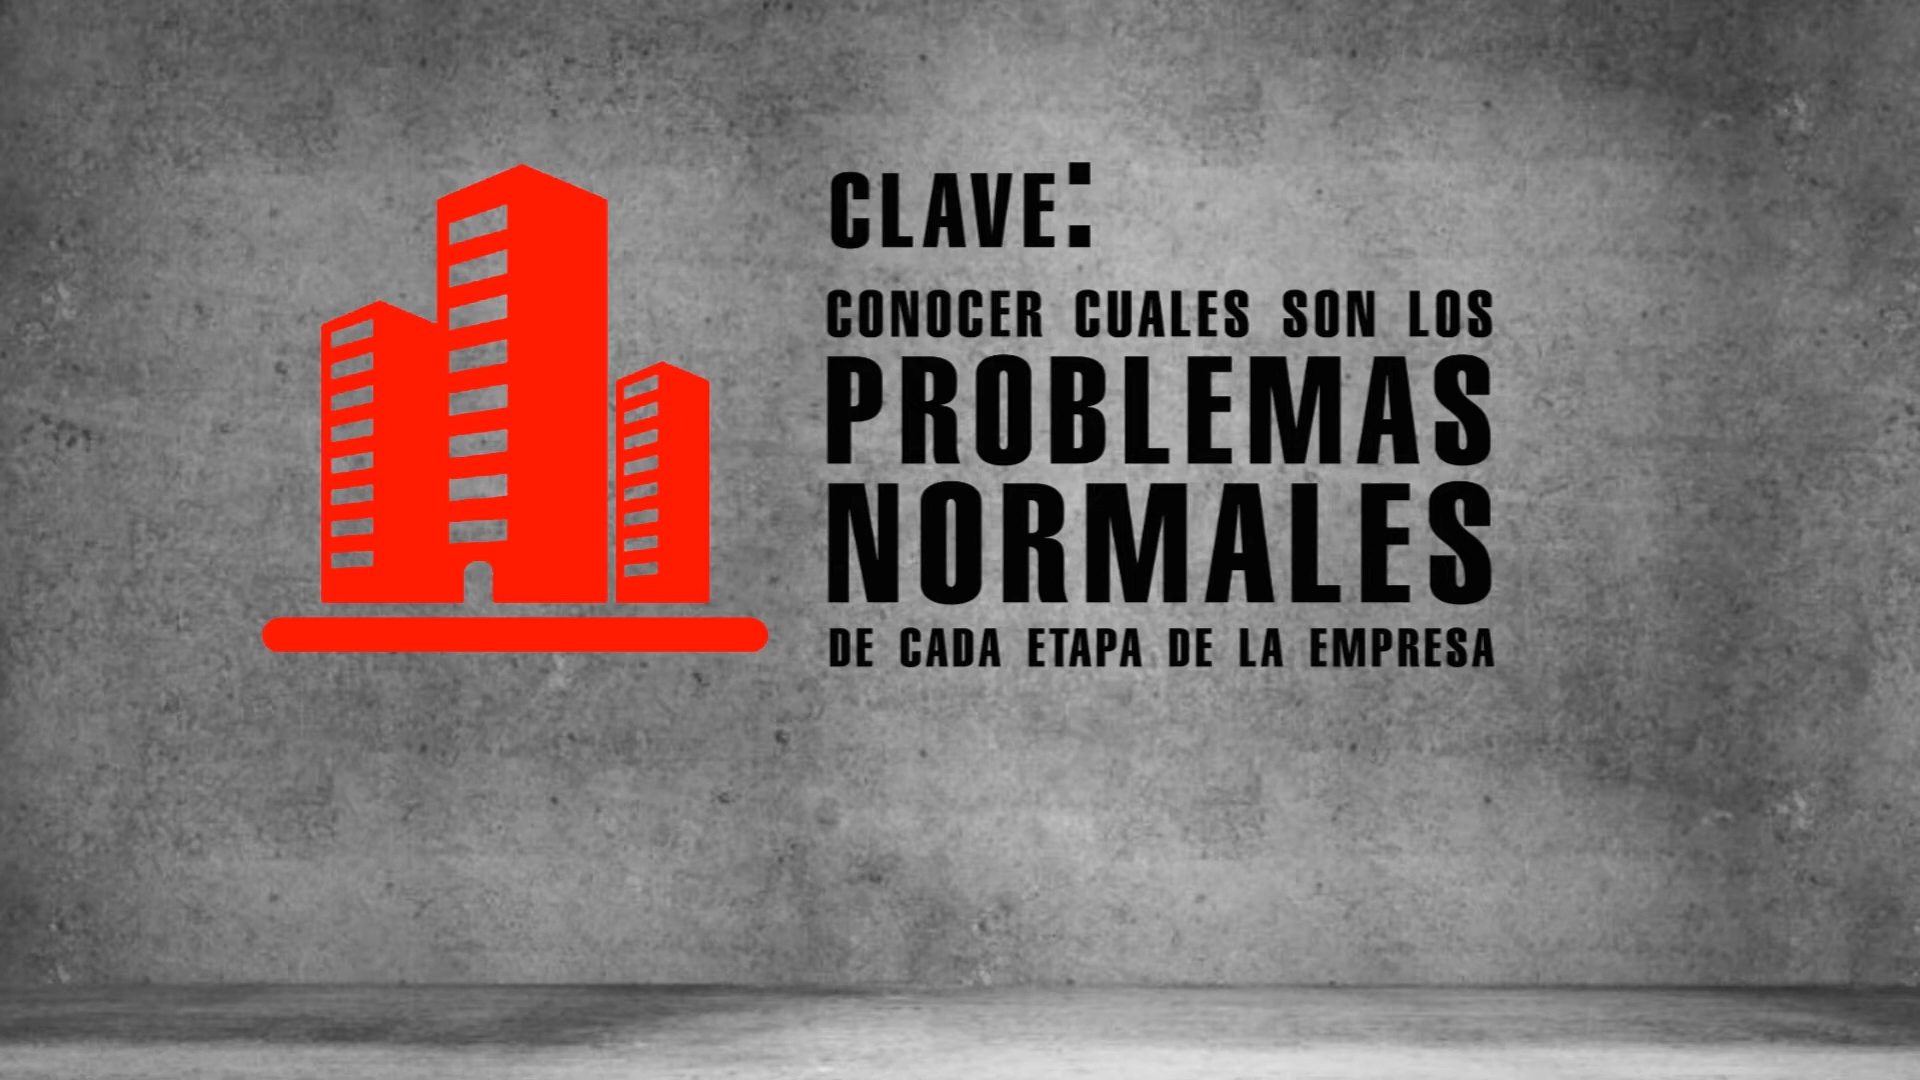 CLAVE:
CONOCER CUALES SON LOS
PROBLEMAS
NORMALES
DE CADA ETAPA DE LA EMPRESA